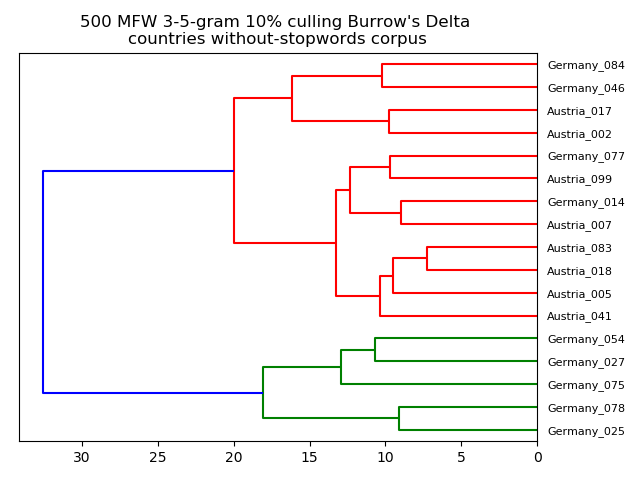 500 MFW 3-5-gram 10% culling Burrow's Delta
countries without-stopwords corpus
Germany_084
Germany_046
Austria_017
Austria_002
Germany_077
Austria_099
Germany_014
Austria_007
Austria_083
Austria_018
Austria_005
Austria_041
Germany_054
Germany_027
Germany_075
Germany_078
Germany_025
30 25 20 15 10 5 0